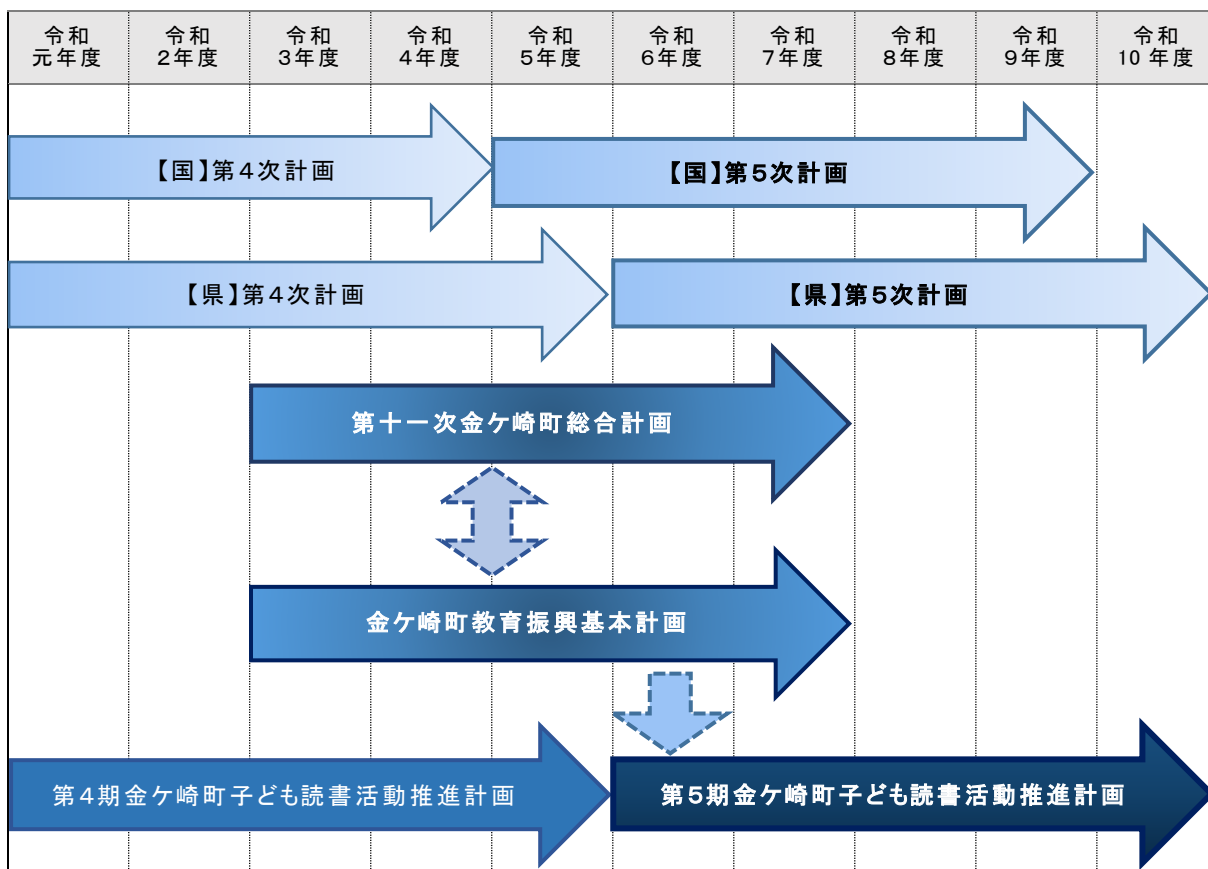 令和
元年度
令和
2年度
令和
3年度
令和
4年度
令和
5年度
令和
6年度
令和
7年度
令和
8年度
令和
9年度
令和
10年度
【国】第4次計画
【国】第5次計画
【県】第4次計画
【県】第5次計画
第十一次金ケ崎町総合計画
金ケ崎町教育振興基本計画
第4期金ケ崎町子ども読書活動推進計画
第5期金ケ崎町子ども読書活動推進計画